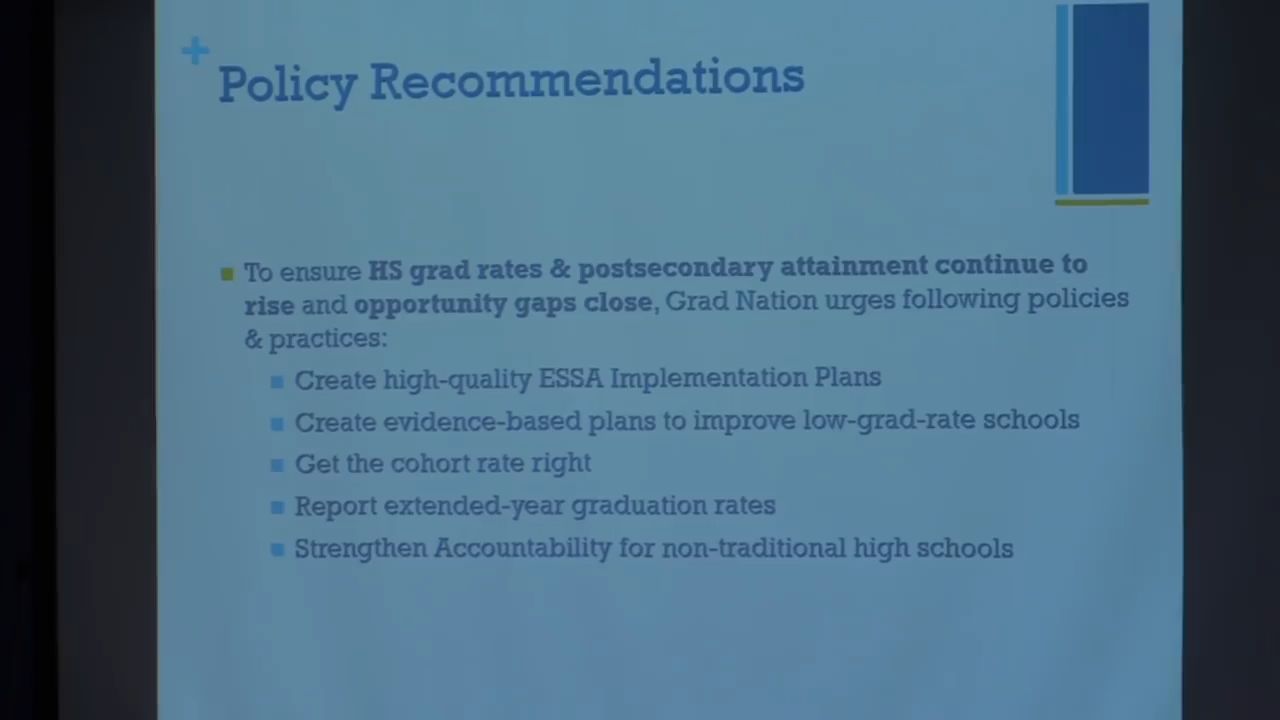 +
Policy Recommendations
To ensure HS grad rates & postsecondary attainment continue to
rise and opportunity gaps close, Grad Nation urges following policies
& practices:
Create high-quality ESSA Implementation Plans
Create evidence-based plans to improve low-grad-rate schools
Get the cohort rate right
Report extended-year graduation rates
Strengthen Accountability for non-traditional high schools